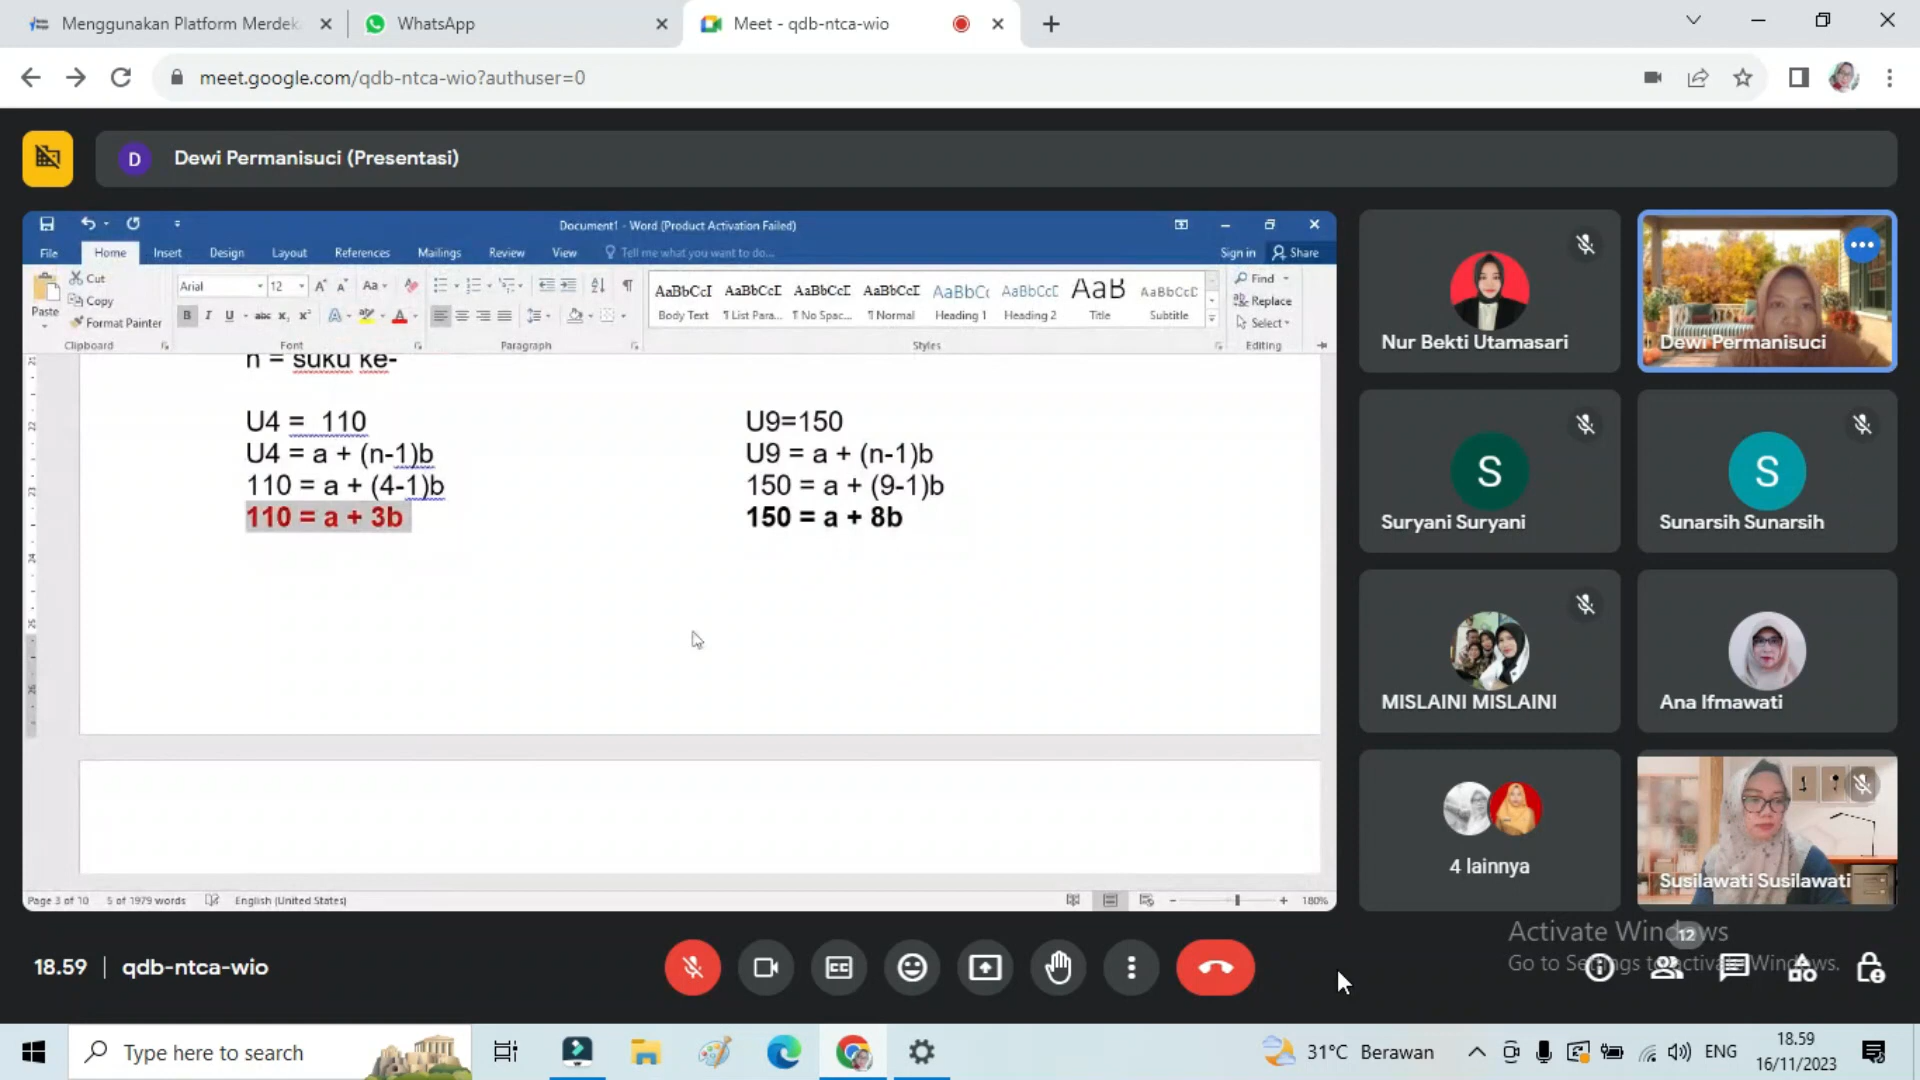 Menggunakan Platform Merdek
WhatsApp
Meet - qdb-ntca-wio
meet.google.com/qdb-ntca-wio?authuser=0
D
Dewi Permanisuci (Presentasi)
Document1 - Word (Product Activation Failed)
File Home Insert Design Layout References Mailings Review View Tell me what you want to do... Sign in Share
Cut
Copy
Format Painter
Paste
Clipboard
Arial 12
Font
Paragraph
AaBbCcI AaBbCcE AaBbCcI AaBbCcE AaBbCc AaBbCcE AaB AaBbCcD
Body Text ¶ List Para... ¶ No Spac... ¶ Normal Heading 1 Heading 2 Title Subtitle
Styles
Find
Replace
Select
Editing
n = suku ke-
U4 = 110
U4 = a + (n-1)b
110 = a + (4-1)b
110 = a + 3b
U9=150
U9 = a + (n-1)b
150 = a + (9-1)b
150 = a + 8b
Page 3 of 10 5 of 1979 words English (United States)
180%
Nur Bekti Utamasari
Dewi Permanisuci
S
Suryani Suryani
S
Sunarsih Sunarsih
MISLAINI MISLAINI
Ana Ifmawati
4 lainnya
Susilawati Susilawati
Activate Windows
Go to Settings to activate Windows.
12
18.59 | qdb-ntca-wio
Type here to search
31°C Berawan
ENG
18.59
16/11/2023